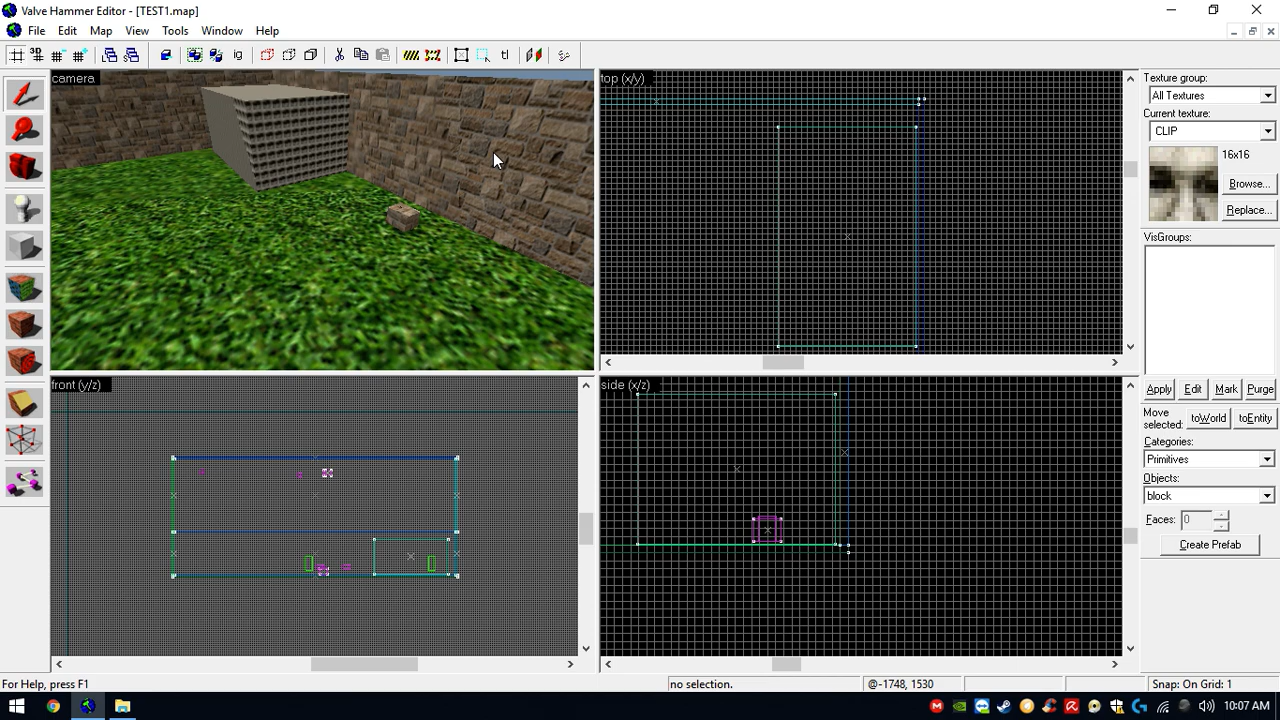 Valve Hammer Editor - [TEST1.map]
File Edit Map View Tools Window Help
camera
top (x/y)
front (y/z)
side (x/z)
Texture group:
All Textures
Current texture:
CLIP
16x16
Browse...
Replace...
VisGroups:
Apply Edit Mark Purge
Move selected: toWorld toEntity
Categories:
Primitives
Objects:
block
Faces: 0
Create Prefab
For Help, press F1
no selection.
@-1748, 1530
Snap: On Grid: 1
10:07 AM